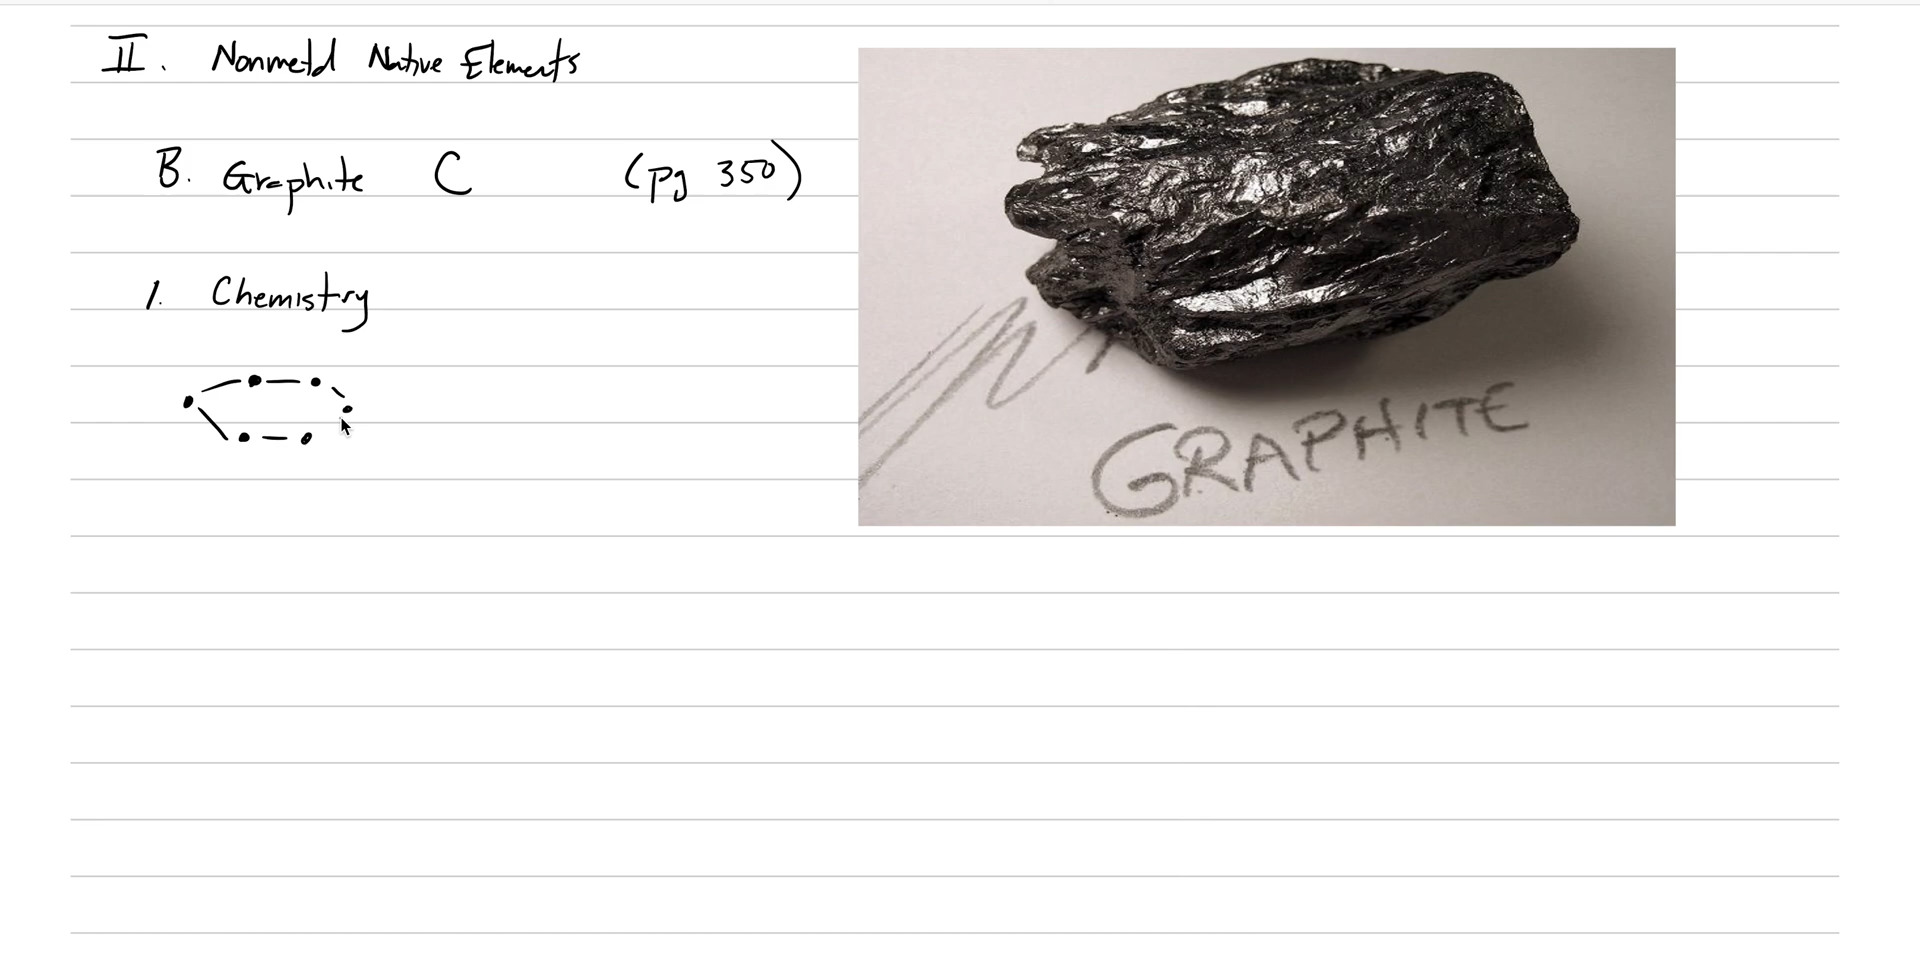 II. Nonmetal Native Elements
B. Graphite C (pg 350)
1. Chemistry
GRAPHITE